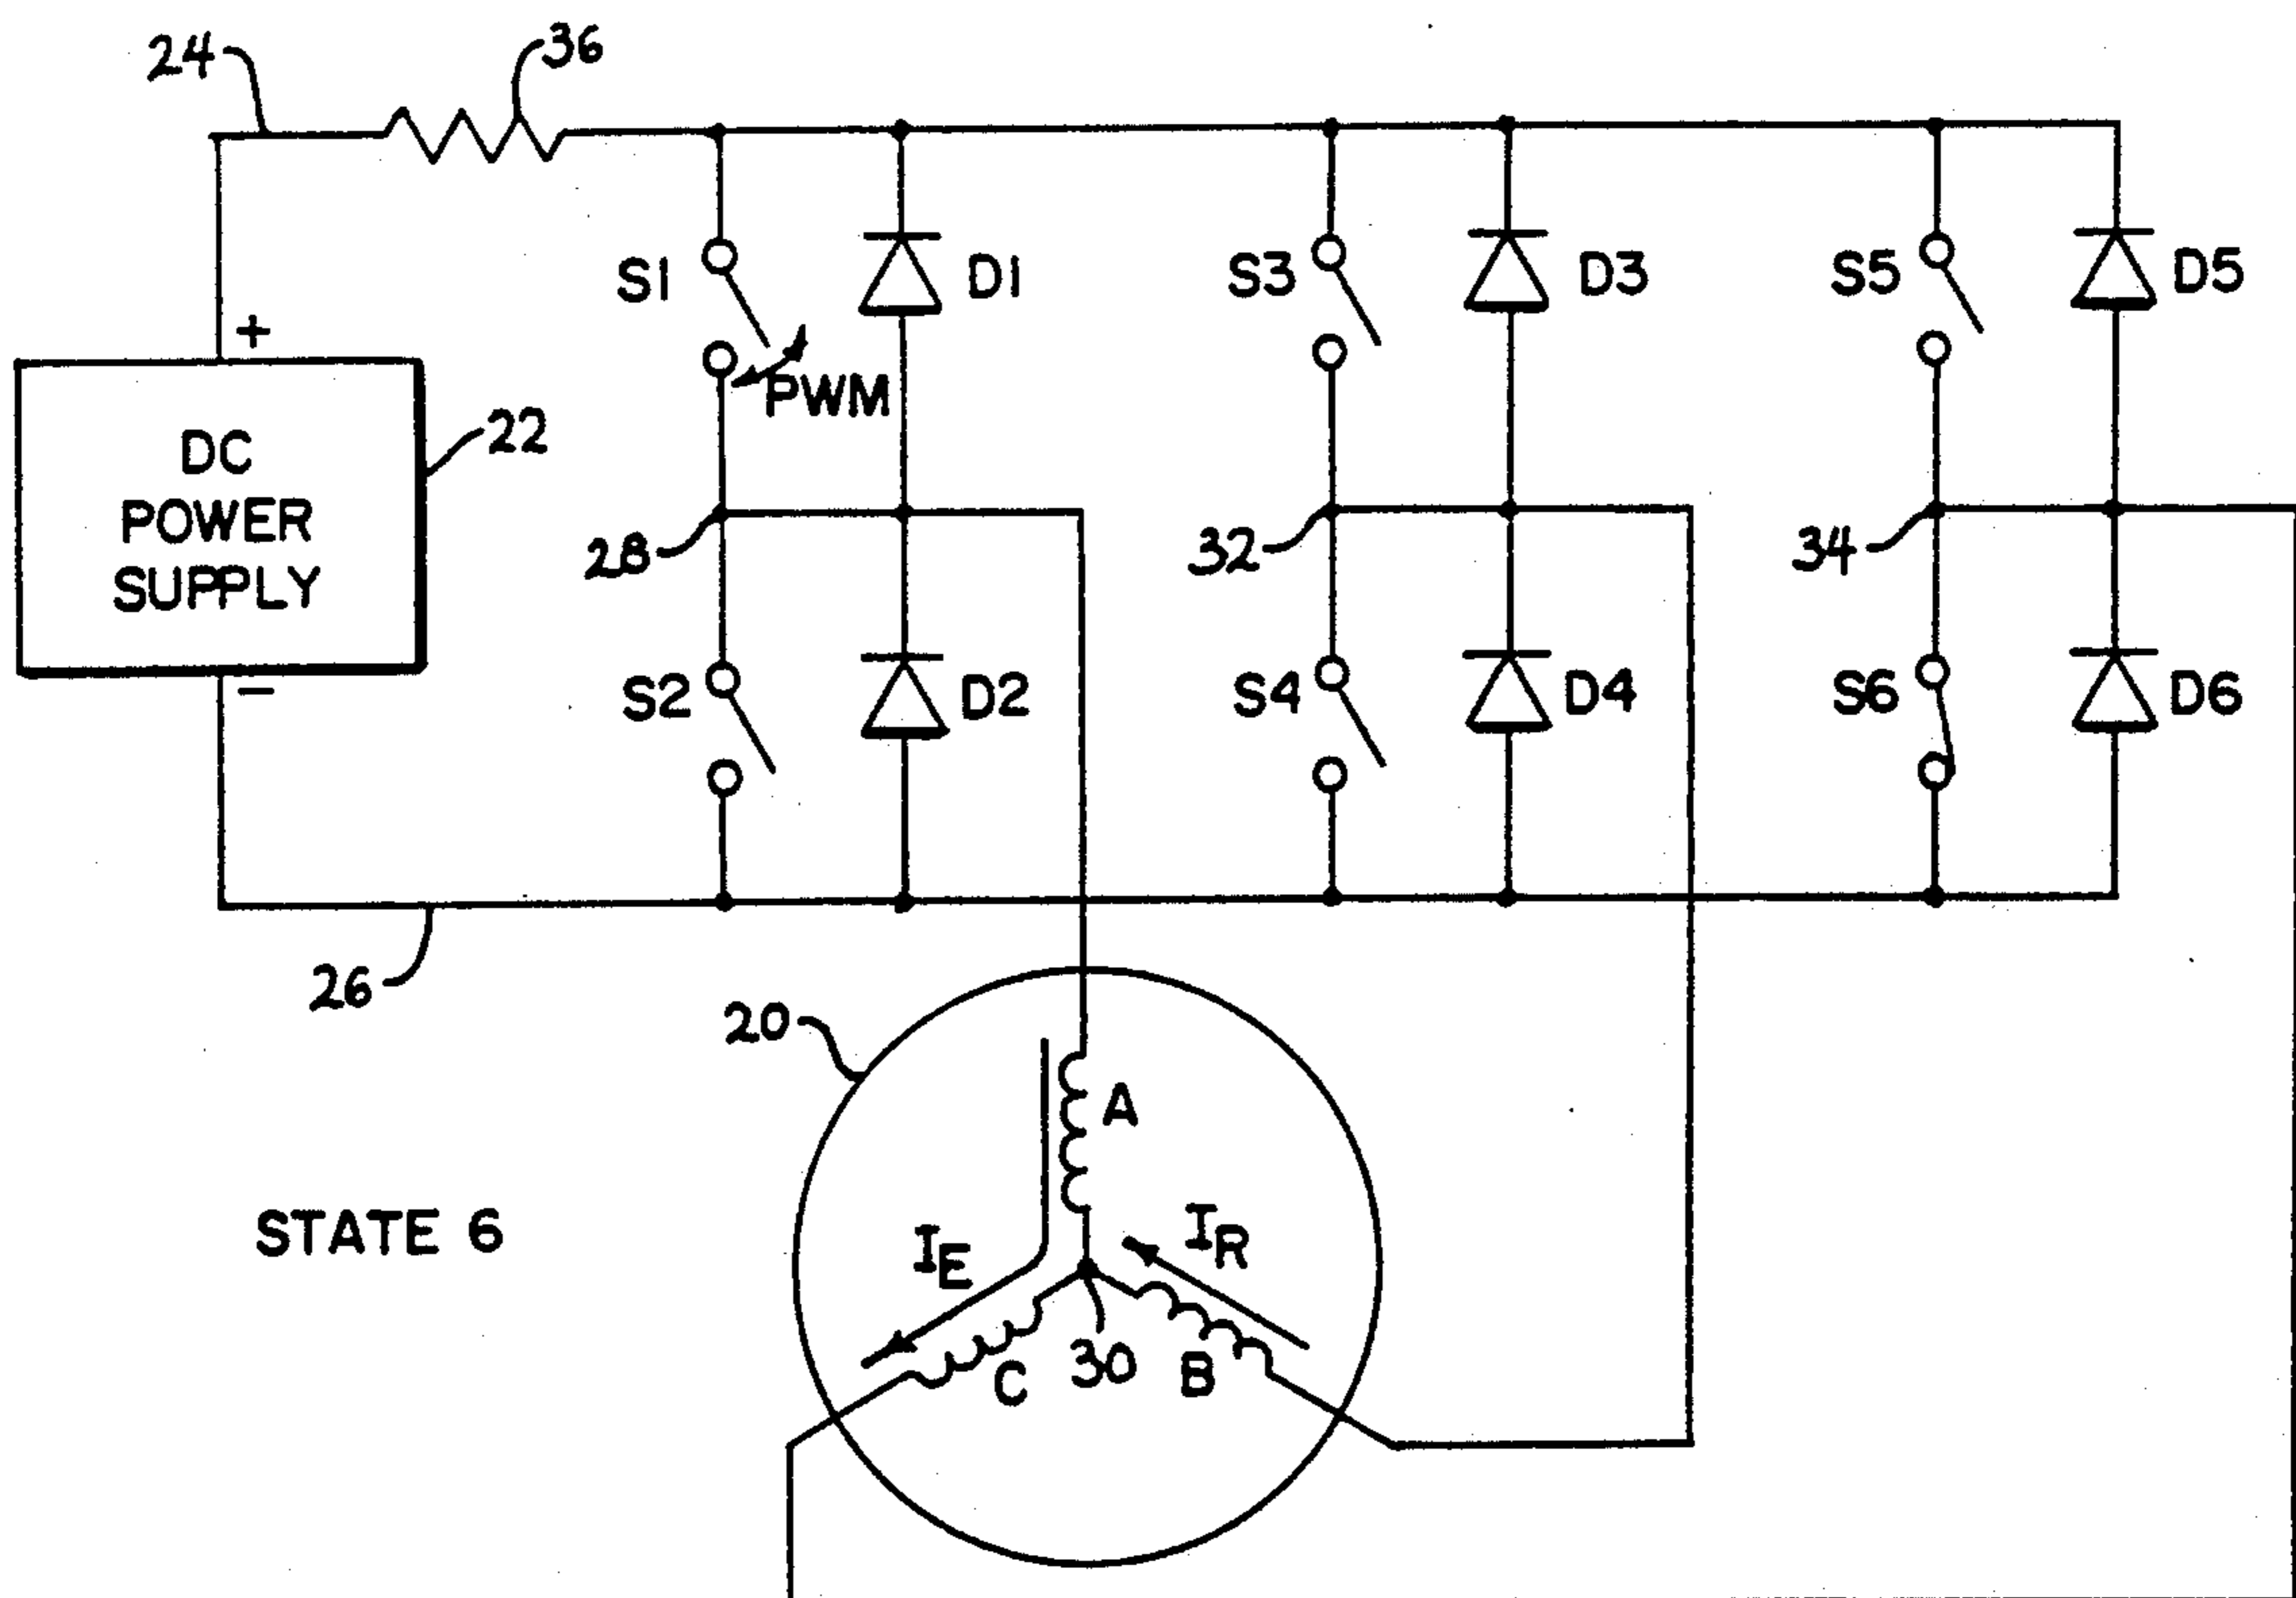 24
36
+
S1
D1
S3
D3
S5
D5
PWM
DC
POWER
SUPPLY
22
28
32
34
−
S2
D2
S4
D4
S6
D6
26
20
A
STATE 6
IE
IR
C
30
B